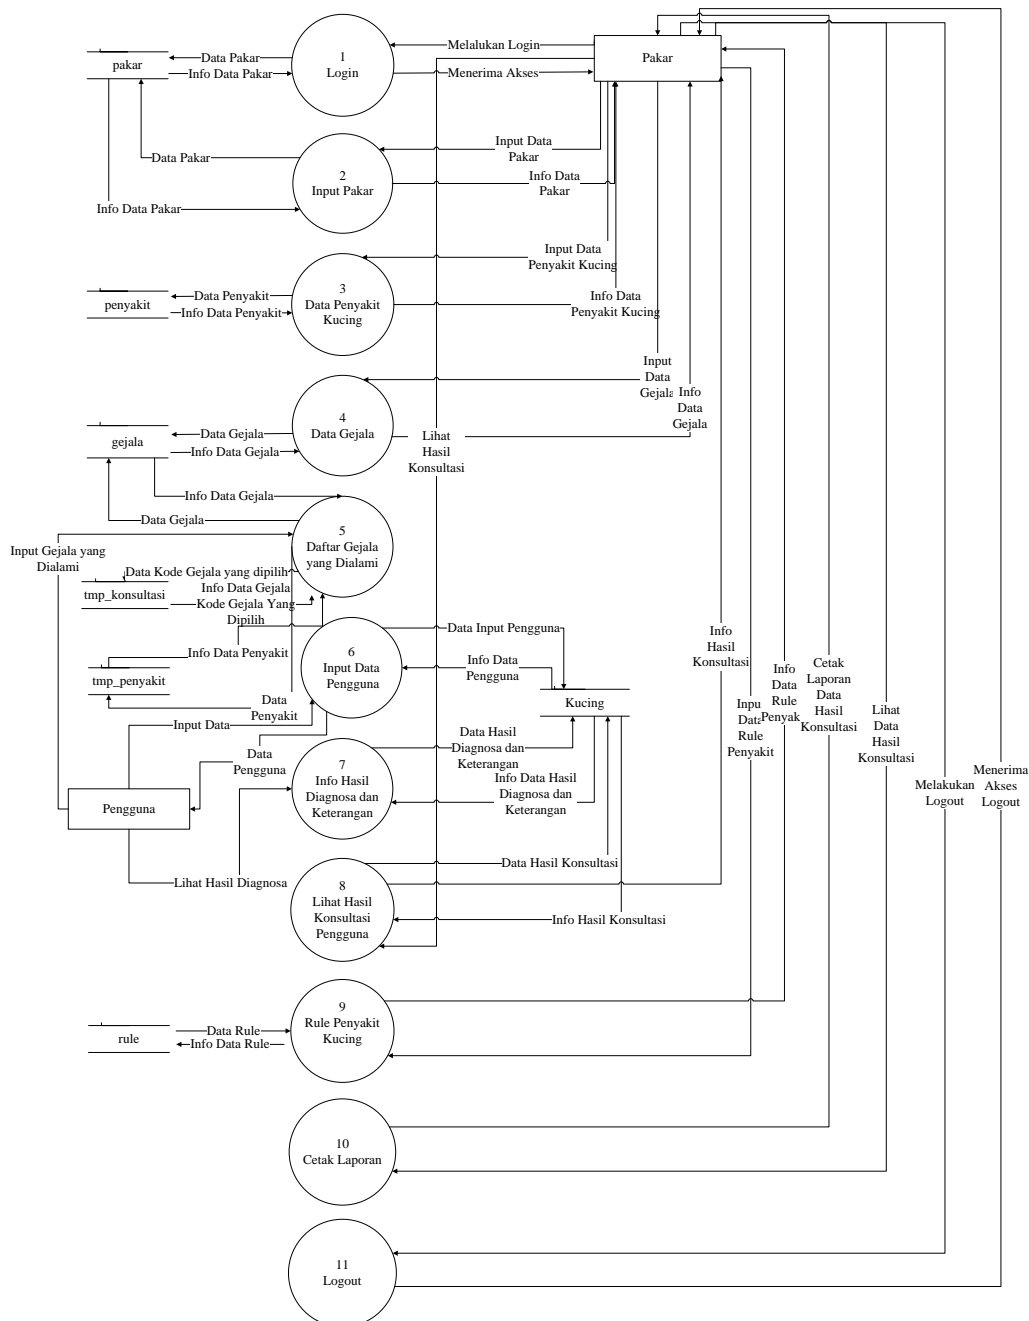 1
Login
Melalukan Login
Menerima Akses
Pakar
pakar
Data Pakar
Info Data Pakar
2
Input Pakar
Data Pakar
Info Data Pakar
Input Data
Pakar
Info Data
Pakar
3
Data Penyakit
Kucing
penyakit
Data Penyakit
Info Data Penyakit
Input Data
Penyakit Kucing
Info Data
Penyakit Kucing
4
Data Gejala
gejala
Data Gejala
Info Data Gejala
Input
Data
Gejala
Info
Data
Gejala
Lihat
Hasil
Konsultasi
Info Data Gejala
Data Gejala
5
Daftar Gejala
yang Dialami
Input Gejala yang
Dialami
Data Kode Gejala yang dipilih
tmp_konsultasi
Info Data Gejala
Kode Gejala Yang
Dipilih
Info Data Penyakit
tmp_penyakit
Data
Penyakit
6
Input Data
Pengguna
Data Input Pengguna
Info Data
Pengguna
Kucing
Input Data
Data
Pengguna
Pengguna
7
Info Hasil
Diagnosa dan
Keterangan
Data Hasil
Diagnosa dan
Keterangan
Info Data Hasil
Diagnosa dan
Keterangan
Lihat Hasil Diagnosa
8
Lihat Hasil
Konsultasi
Pengguna
Data Hasil Konsultasi
Info Hasil Konsultasi
Info
Hasil
Konsultasi
Input
Data
Rule
Penyakit
Info
Data
Rule
Penyak
Cetak
Laporan
Data
Hasil
Konsultasi
Lihat
Data
Hasil
Konsultasi
Melakukan
Logout
Menerima
Akses
Logout
9
Rule Penyakit
Kucing
rule
Data Rule
Info Data Rule
10
Cetak Laporan
11
Logout